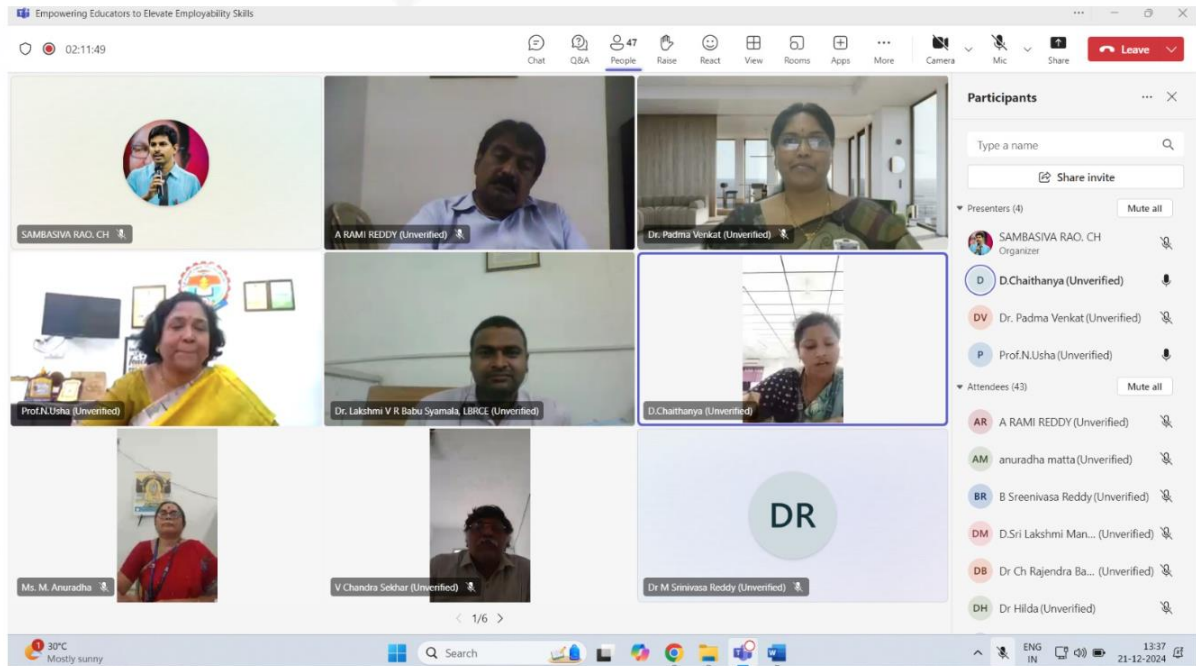 Empowering Educators to Elevate Employability Skills
02:11:49
Chat
Q&A
47
People
Raise
React
View
Rooms
Apps
More
Camera
Mic
Share
Leave
SAMBASIVA RAO. CH
A RAMI REDDY (Unverified)
Dr. Padma Venkat (Unverified)
Prof.N.Usha (Unverified)
Dr. Lakshmi V R Babu Syamala, LBRCE (Unverified)
D.Chaithanya (Unverified)
Ms. M. Anuradha
V Chandra Sekhar (Unverified)
DR
Dr M Srinivasa Reddy (Unverified)
1/6
Participants
Type a name
Share invite
Presenters (4)
Mute all
SAMBASIVA RAO. CH
Organizer
D
D.Chaithanya (Unverified)
DV
Dr. Padma Venkat (Unverified)
P
Prof.N.Usha (Unverified)
Attendees (43)
Mute all
AR
A RAMI REDDY (Unverified)
AM
anuradha matta (Unverified)
BR
B Sreenivasa Reddy (Unverified)
DM
D.Sri Lakshmi Man... (Unverified)
DB
Dr Ch Rajendra Ba... (Unverified)
DH
Dr Hilda (Unverified)
1
30°C
Mostly sunny
Search
ENG
IN
13:37
21-12-2024